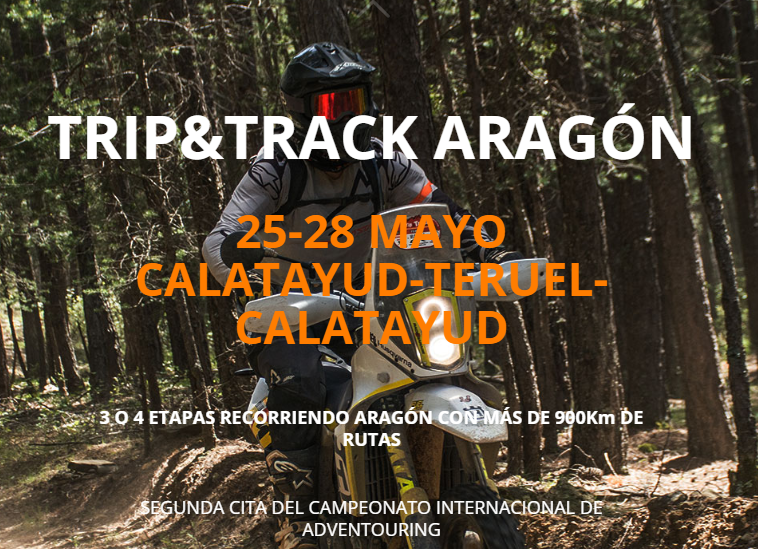 TRIP&TRACK ARAGÓN
25-28 MAYO
CALATAYUD-TERUEL-
CALATAYUD
3 O 4 ETAPAS RECORRIENDO ARAGÓN CON MÁS DE 900Km DE
RUTAS
SEGUNDA CITA DEL CAMPEONATO INTERNACIONAL DE
ADVENTOURING